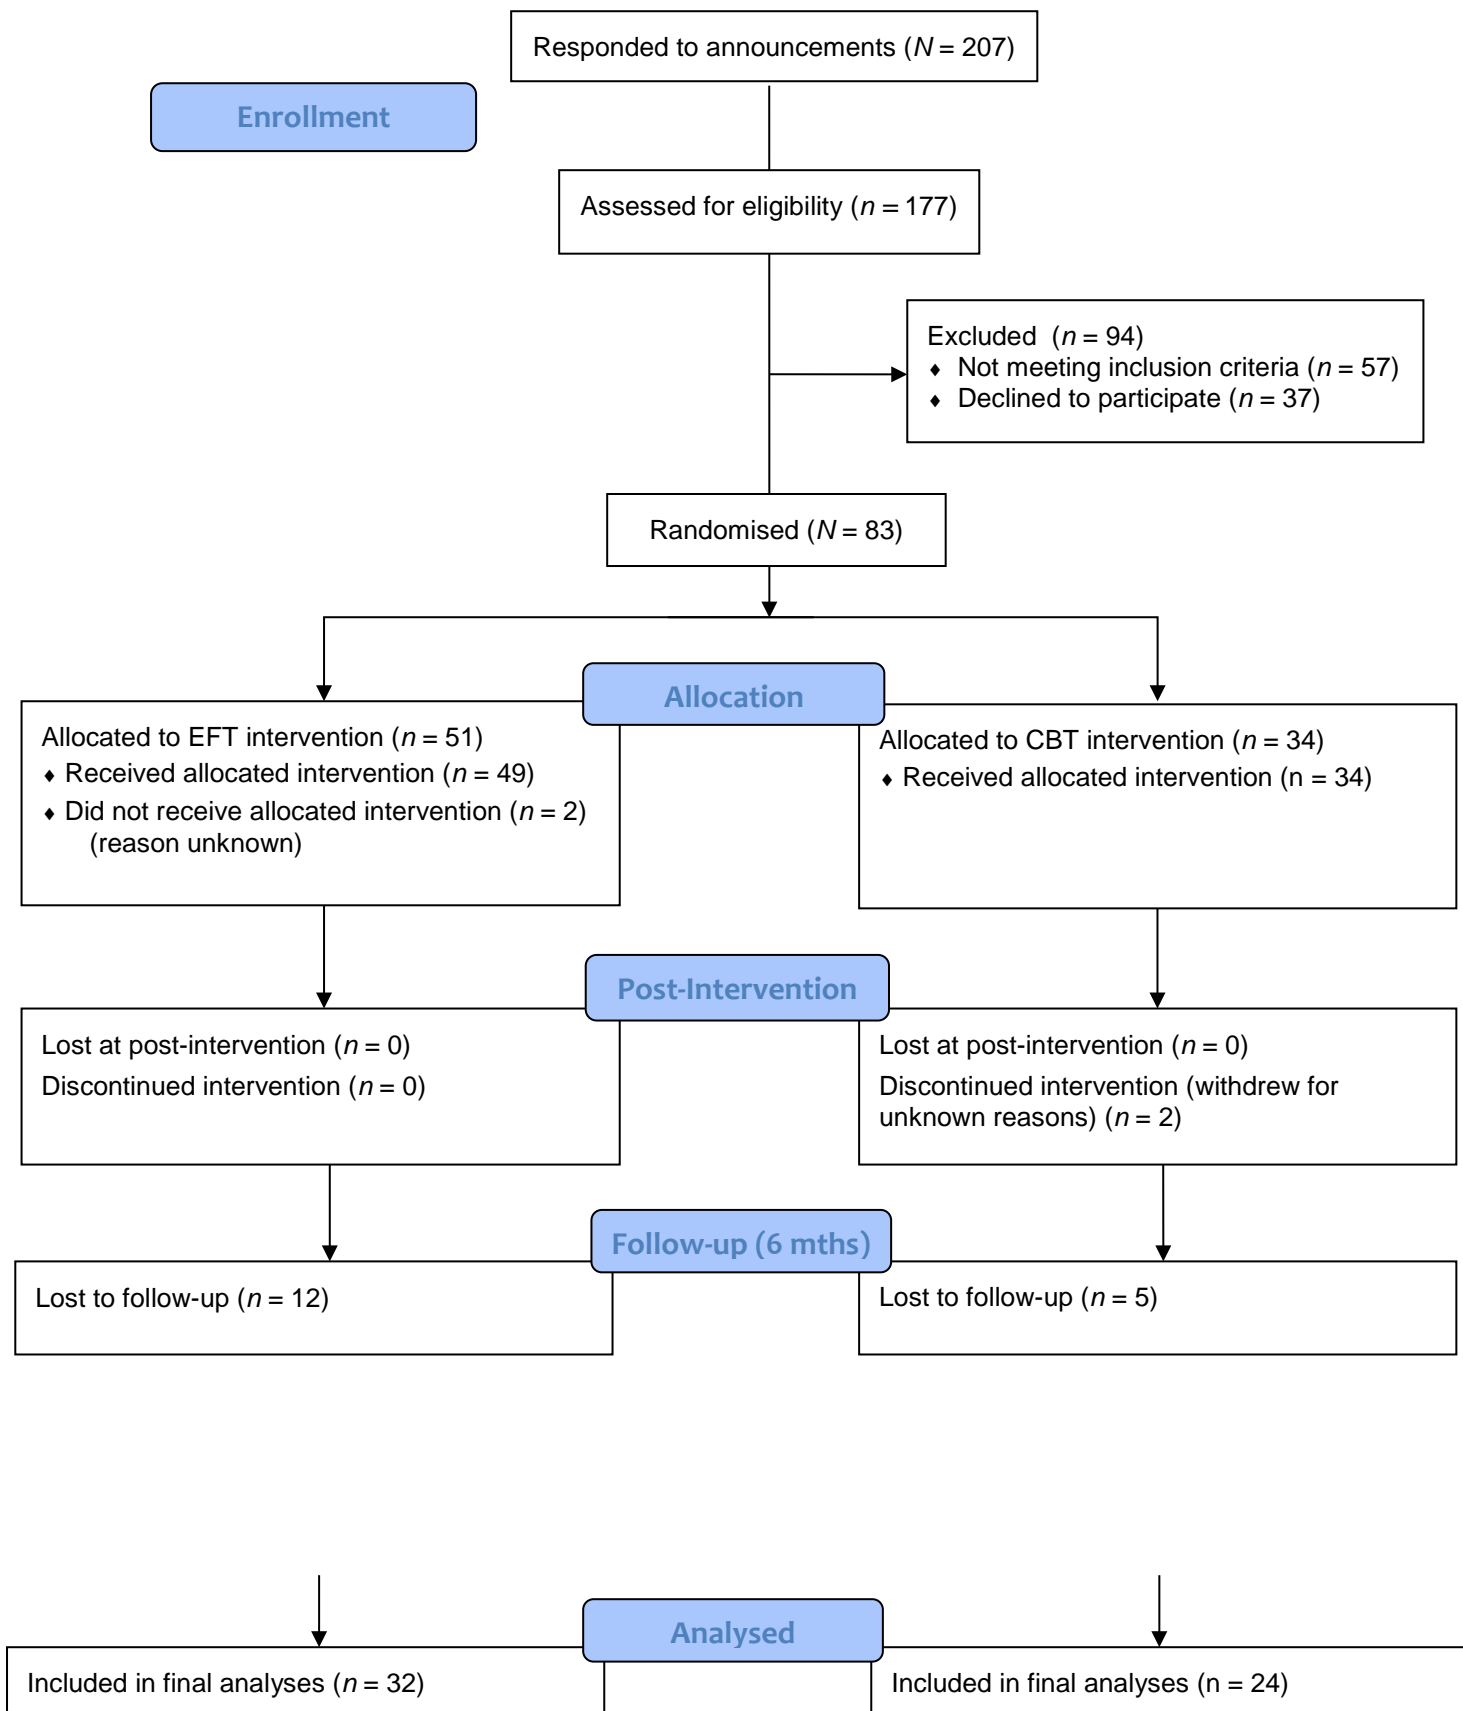 Responded to announcements (N = 207)
Enrollment
Assessed for eligibility (n = 177)
Excluded (n = 94)
♦ Not meeting inclusion criteria (n = 57)
♦ Declined to participate (n = 37)
Randomised (N = 83)
Allocation
Allocated to EFT intervention (n = 51)
♦ Received allocated intervention (n = 49)
♦ Did not receive allocated intervention (n = 2)
(reason unknown)
Allocated to CBT intervention (n = 34)
♦ Received allocated intervention (n = 34)
Post-Intervention
Lost at post-intervention (n = 0)
Discontinued intervention (n = 0)
Lost at post-intervention (n = 0)
Discontinued intervention (withdrew for
unknown reasons) (n = 2)
Follow-up (6 mths)
Lost to follow-up (n = 12)
Lost to follow-up (n = 5)
Analysed
Included in final analyses (n = 32)
Included in final analyses (n = 24)